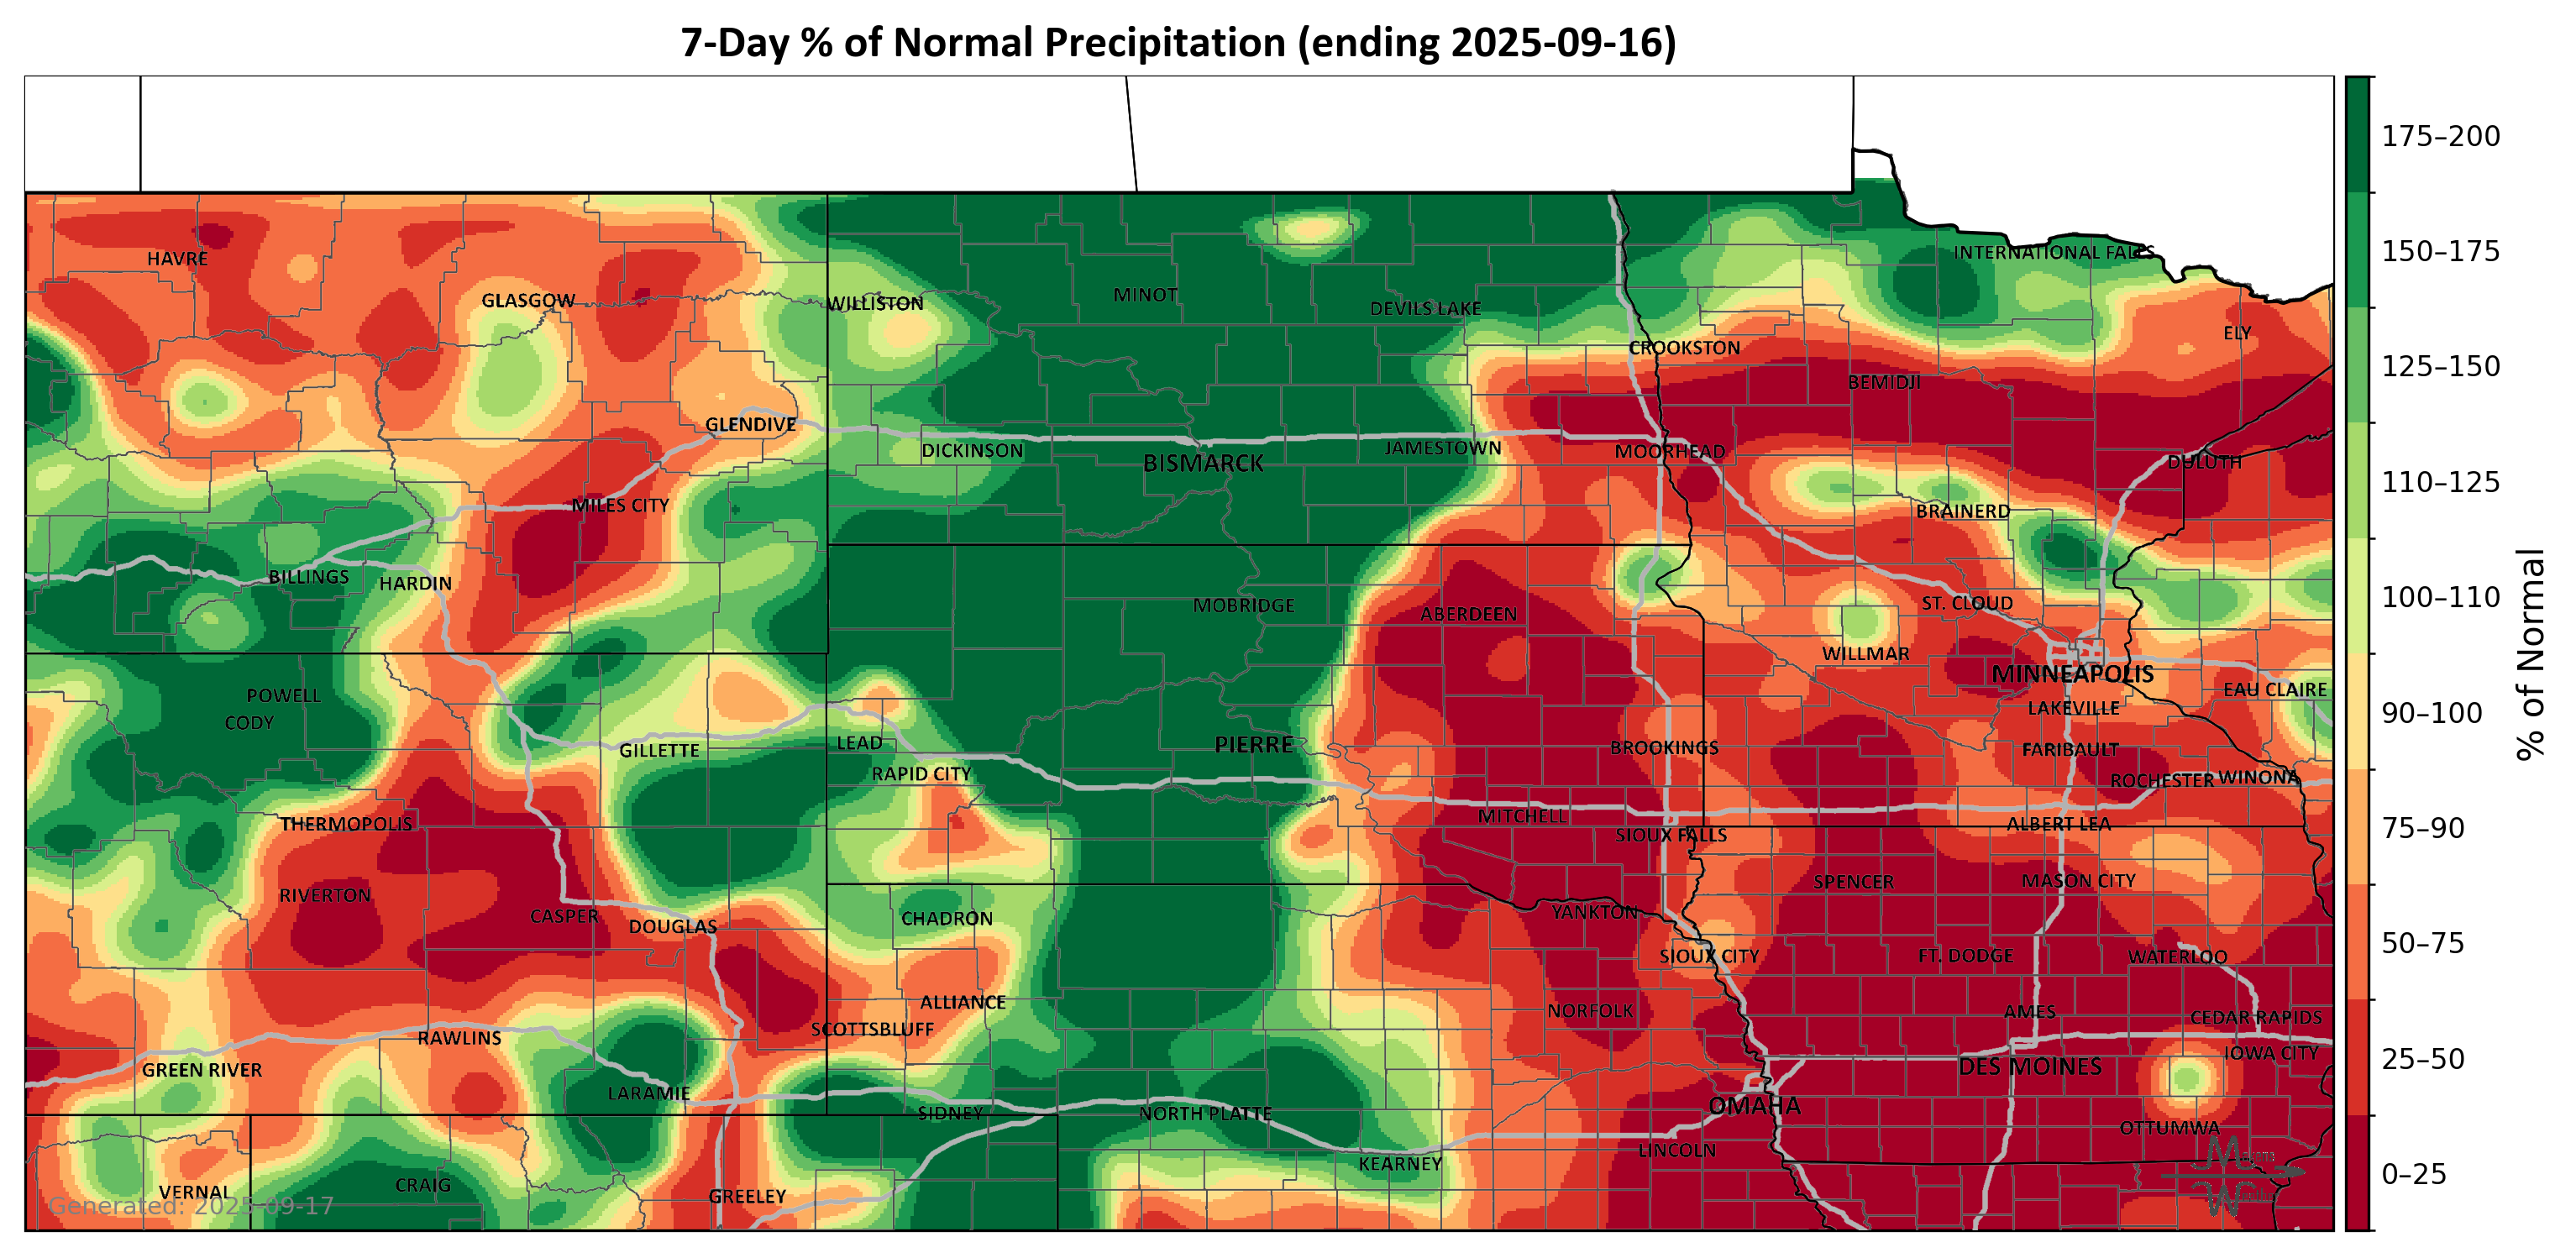 7-Day % of Normal Precipitation (ending 2025-09-16)
175–200
INTERNATIONAL FALLS
150–175
HAVRE
GLASGOW
WILLISTON
MINOT
DEVILS LAKE
ELY
CROOKSTON
125–150
BEMIDJI
GLENDIVE
DICKINSON
BISMARCK
JAMESTOWN
MOORHEAD
DULUTH
110–125
MILES CITY
BRAINERD
BILLINGS
HARDIN
MOBRIDGE
ABERDEEN
ST. CLOUD
100–110
WILLMAR
MINNEAPOLIS
POWELL
EAU CLAIRE
CODY
LAKEVILLE
90–100
GILLETTE
LEAD
PIERRE
BROOKINGS
FARIBAULT
% of Normal
RAPID CITY
ROCHESTER
WINONA
THERMOPOLIS
MITCHELL
SIOUX FALLS
ALBERT LEA
75–90
RIVERTON
SPENCER
MASON CITY
CASPER
DOUGLAS
CHADRON
YANKTON
SIOUX CITY
FT. DODGE
WATERLOO
50–75
ALLIANCE
NORFOLK
AMES
SCOTTSBLUFF
CEDAR RAPIDS
RAWLINS
IOWA CITY
25–50
GREEN RIVER
DES MOINES
LARAMIE
SIDNEY
NORTH PLATTE
OMAHA
OTTUMWA
LINCOLN
KEARNEY
0–25
VERNAL
CRAIG
GREELEY
Generated: 2025-09-17